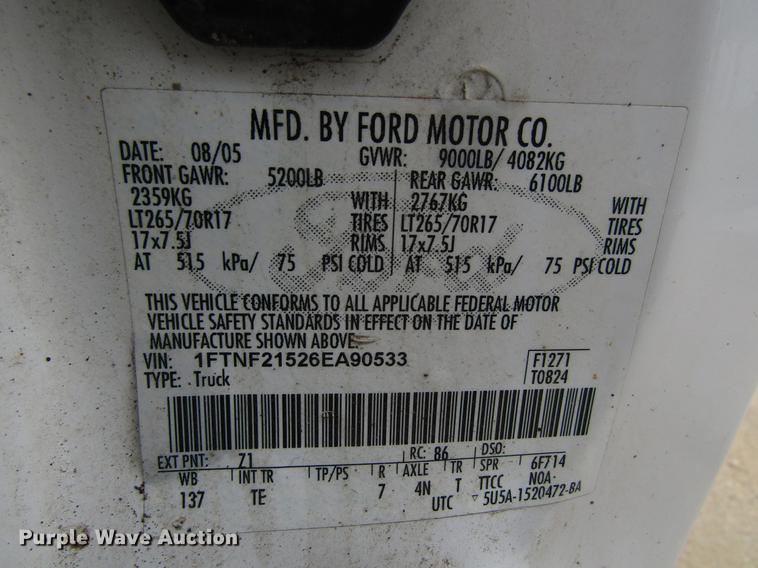 MFD. BY FORD MOTOR CO.
DATE: 08/05 GVWR: 9000LB/ 4082KG
FRONT GAWR: 5200LB REAR GAWR: 6100LB
2359KG WITH 2767KG WITH
LT265/70R17 TIRES LT265/70R17 TIRES
17x7.5J RIMS 17x7.5J RIMS
AT 515 kPa/ 75 PSI COLD AT 515 kPa/ 75 PSI COLD
THIS VEHICLE CONFORMS TO ALL APPLICABLE FEDERAL MOTOR
VEHICLE SAFETY STANDARDS IN EFFECT ON THE DATE OF
MANUFACTURE SHOWN ABOVE.
VIN: 1FTNF21526EA90533 F1271
TYPE: Truck T0824
EXT PNT: Z1 RC: 86 DSO:
WB INT TR TP/PS R AXLE TR SPR 6F714
137 TE 7 4N T TTCC NOA
UTC ▽ 5U5A-1520472-BA
Purple Wave Auction